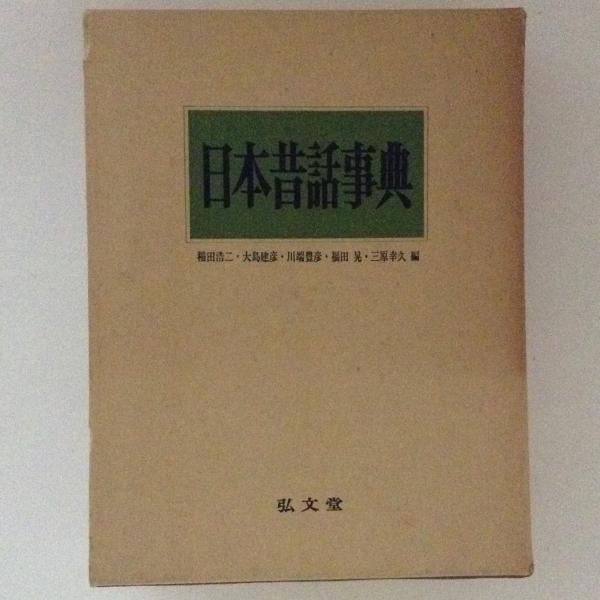 日本昔話事典
稲田浩二・大島建彦・川端豊彦・福田 晃・三原幸久 編
弘文堂